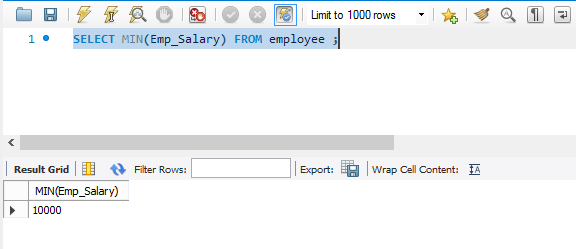 Limit to 1000 rows
1 SELECT MIN(Emp_Salary) FROM employee ;
Result Grid Filter Rows: Export: Wrap Cell Content: IA
MIN(Emp_Salary)
10000